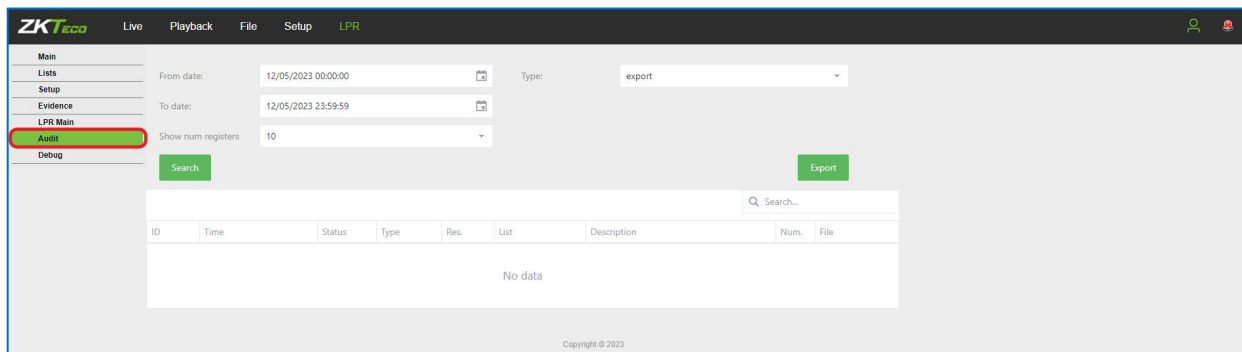 ZKTeco Live Playback File Setup LPR
Main
Lists
Setup
Evidence
LPR Main
Audit
Debug
From date: 12/05/2023 00:00:00 Type: export
To date: 12/05/2023 23:59:59
Show num registers 10
Search Export
Search...
ID Time Status Type Res. List Description Num. File
No data
Copyright © 2023